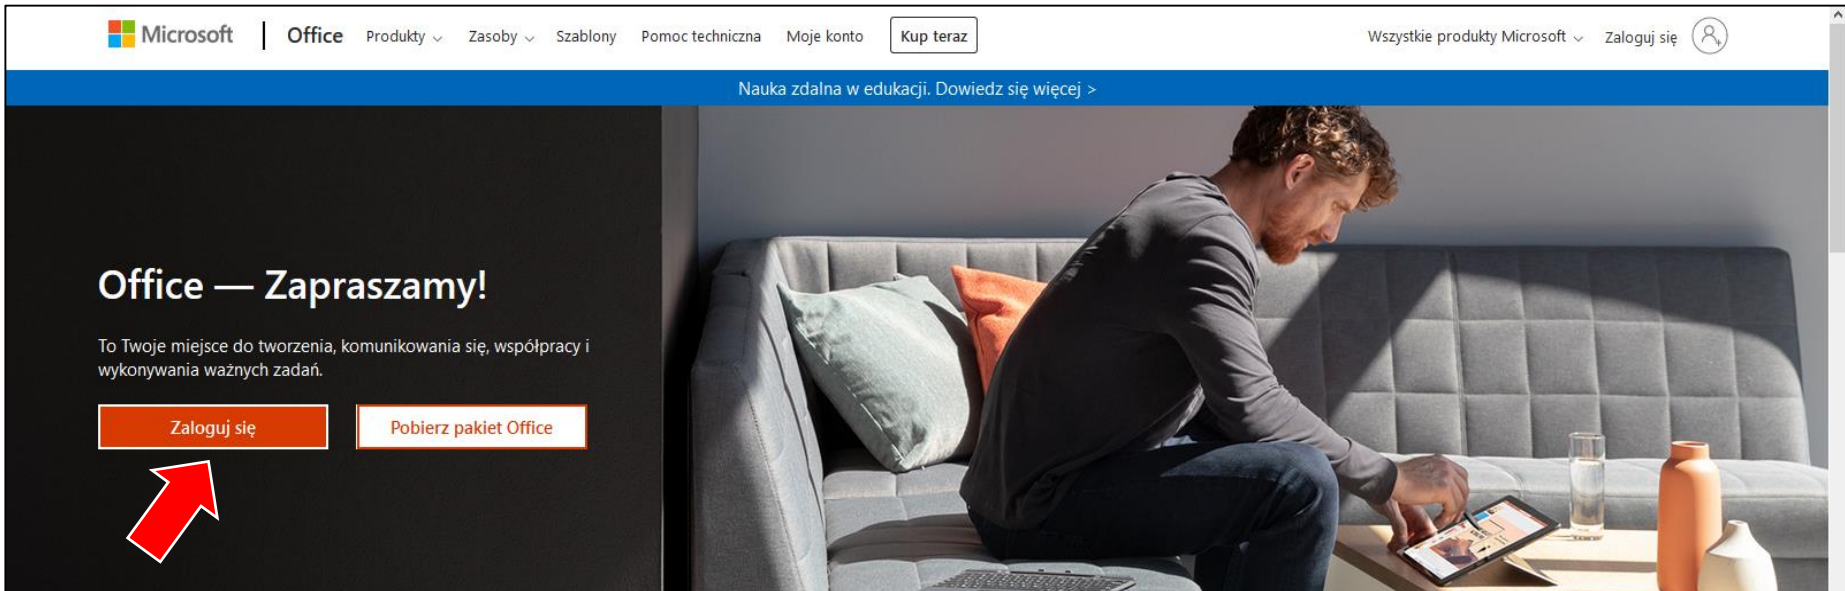 Microsoft Office Produkty Zasoby Szablony Pomoc techniczna Moje konto Kup teraz Wszystkie produkty Microsoft Zaloguj się
Nauka zdalna w edukacji. Dowiedz się więcej >
Office — Zapraszamy!
To Twoje miejsce do tworzenia, komunikowania się, współpracy i
wykonywania ważnych zadań.
Zaloguj się Pobierz pakiet Office